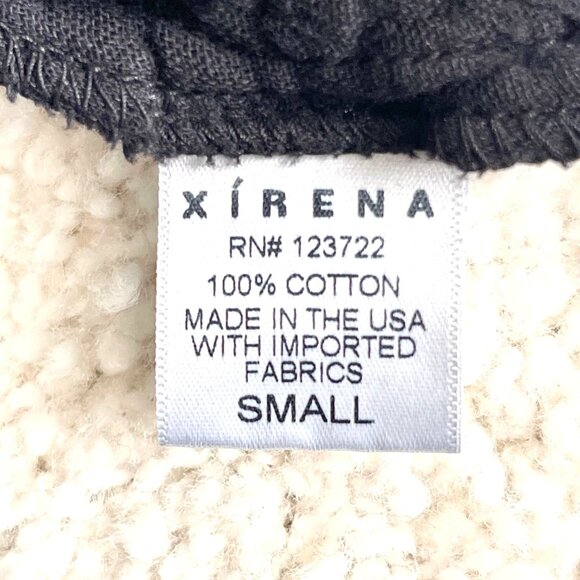 XÍRENA
RN# 123722
100% COTTON
MADE IN THE USA
WITH IMPORTED
FABRICS
SMALL